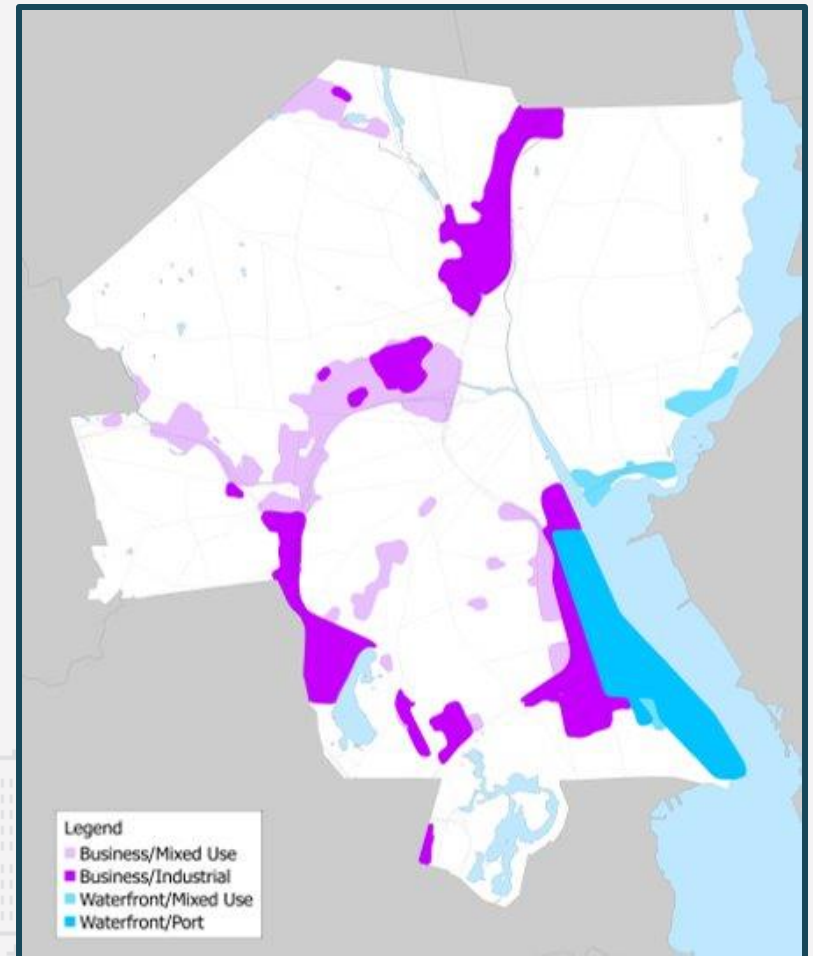 Legend
Business/Mixed Use
Business/Industrial
Waterfront/Mixed Use
Waterfront/Port